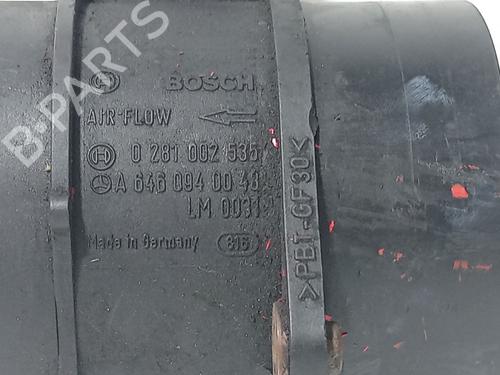 BOSCH
AIR FLOW
0 281 002 535
A 646 094 00 48
LM 0031
Made in Germany 816
>PBT-GF30<
B-PARTS